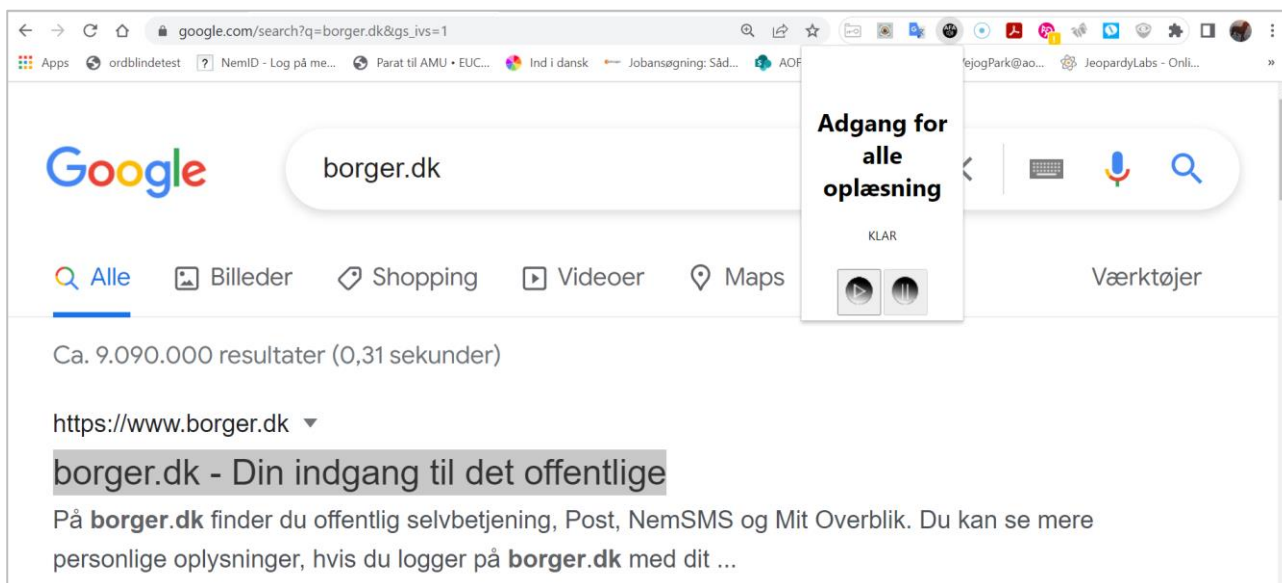 google.com/search?q=borger.dk&gs_ivs=1
Apps ordblindetest NemID - Log på me... Parat til AMU • EUC... Ind i dansk Jobansøgning: Såd... AOF VejogPark@ao... JeopardyLabs - Onli... »
Adgang for
alle
oplæsning
KLAR
Google borger.dk
Alle Billeder Shopping Videoer Maps Værktøjer
Ca. 9.090.000 resultater (0,31 sekunder)
https://www.borger.dk
borger.dk - Din indgang til det offentlige
På borger.dk finder du offentlig selvbetjening, Post, NemSMS og Mit Overblik. Du kan se mere
personlige oplysninger, hvis du logger på borger.dk med dit ...